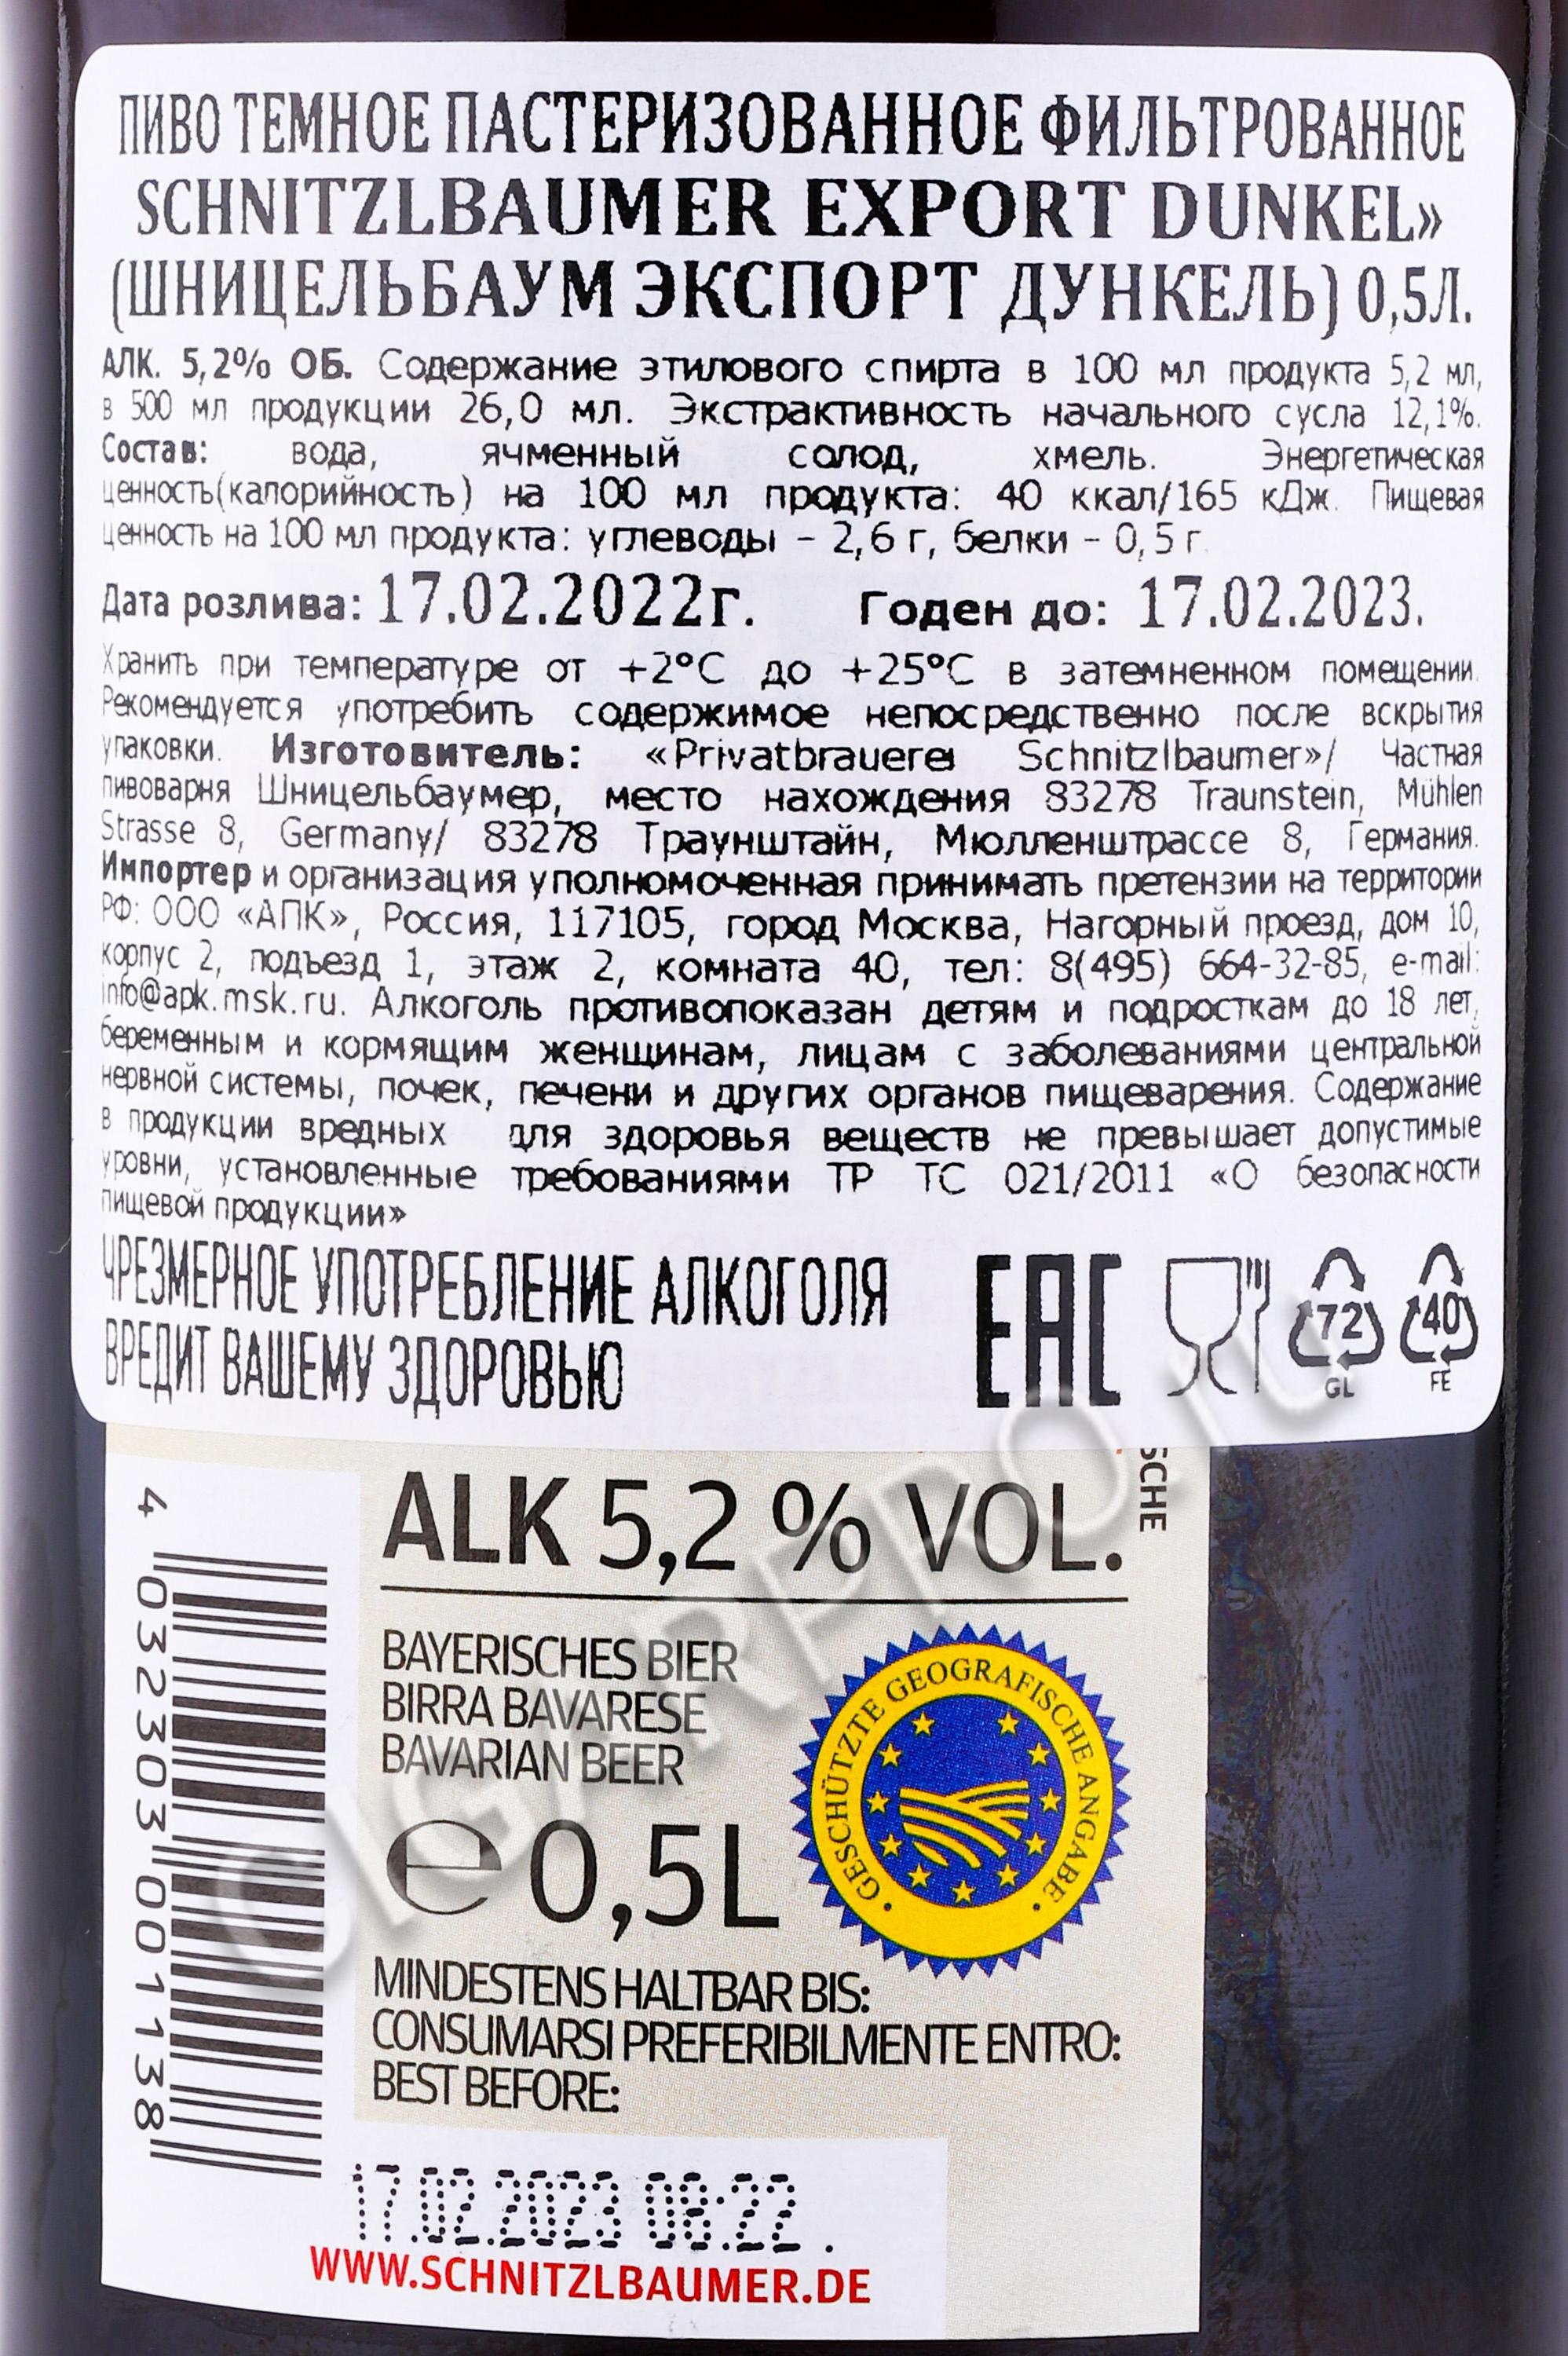 ПИВО ТЕМНОЕ ПАСТЕРИЗОВАННОЕ ФИЛЬТРОВАННОЕ
SCHNITZLBAUMER EXPORT DUNKEL»
(ШНИЦЕЛЬБАУМ ЭКСПОРТ ДУНКЕЛЬ) 0,5Л.
АЛК. 5,2% ОБ. Содержание этилового спирта в 100 мл продукта 5,2 мл,
в 500 мл продукции 26,0 мл. Экстрактивность начального сусла 12,1%.
Состав: вода, ячменный солод, хмель. Энергетическая
ценность(калорийность) на 100 мл продукта: 40 ккал/165 кДж. Пищевая
ценность на 100 мл продукта: углеводы – 2,6 г, белки – 0,5 г.
Дата розлива: 17.02.2022г. Годен до: 17.02.2023.
Хранить при температуре от +2°С до +25°С в затемненном помещении.
Рекомендуется употребить содержимое непосредственно после вскрытия
упаковки. Изготовитель: «Privatbrauerei Schnitzlbaumer»/ Частная
пивоварня Шницельбаумер, место нахождения 83278 Traunstein, Mühlen
Strasse 8, Germany/ 83278 Траунштайн, Мюлленштрассе 8, Германия.
Импортер и организация уполномоченная принимать претензии на территории
РФ: ООО «АПК», Россия, 117105, город Москва, Нагорный проезд, дом 10,
корпус 2, подъезд 1, этаж 2, комната 40, тел: 8(495) 664-32-85, e-mail:
info@apk.msk.ru. Алкоголь противопоказан детям и подросткам до 18 лет,
беременным и кормящим женщинам, лицам с заболеваниями центральной
нервной системы, почек, печени и других органов пищеварения. Содержание
в продукции вредных для здоровья веществ не превышает допустимые
уровни, установленные требованиями ТР ТС 021/2011 «О безопасности
пищевой продукции»
ЧРЕЗМЕРНОЕ УПОТРЕБЛЕНИЕ АЛКОГОЛЯ
ВРЕДИТ ВАШЕМУ ЗДОРОВЬЮ
EAC
72
GL
40
FE
SCHE
ALK 5,2 % VOL.
BAYERISCHES BIER
BIRRA BAVARESE
BAVARIAN BEER
GESCHÜTZTE GEOGRAFISCHE ANGABE
e 0,5L
MINDESTENS HALTBAR BIS:
CONSUMARSI PREFERIBILMENTE ENTRO:
BEST BEFORE:
17.02.2023 08:22 .
WWW.SCHNITZLBAUMER.DE
4 032303 001138
CIGARPRO.ru